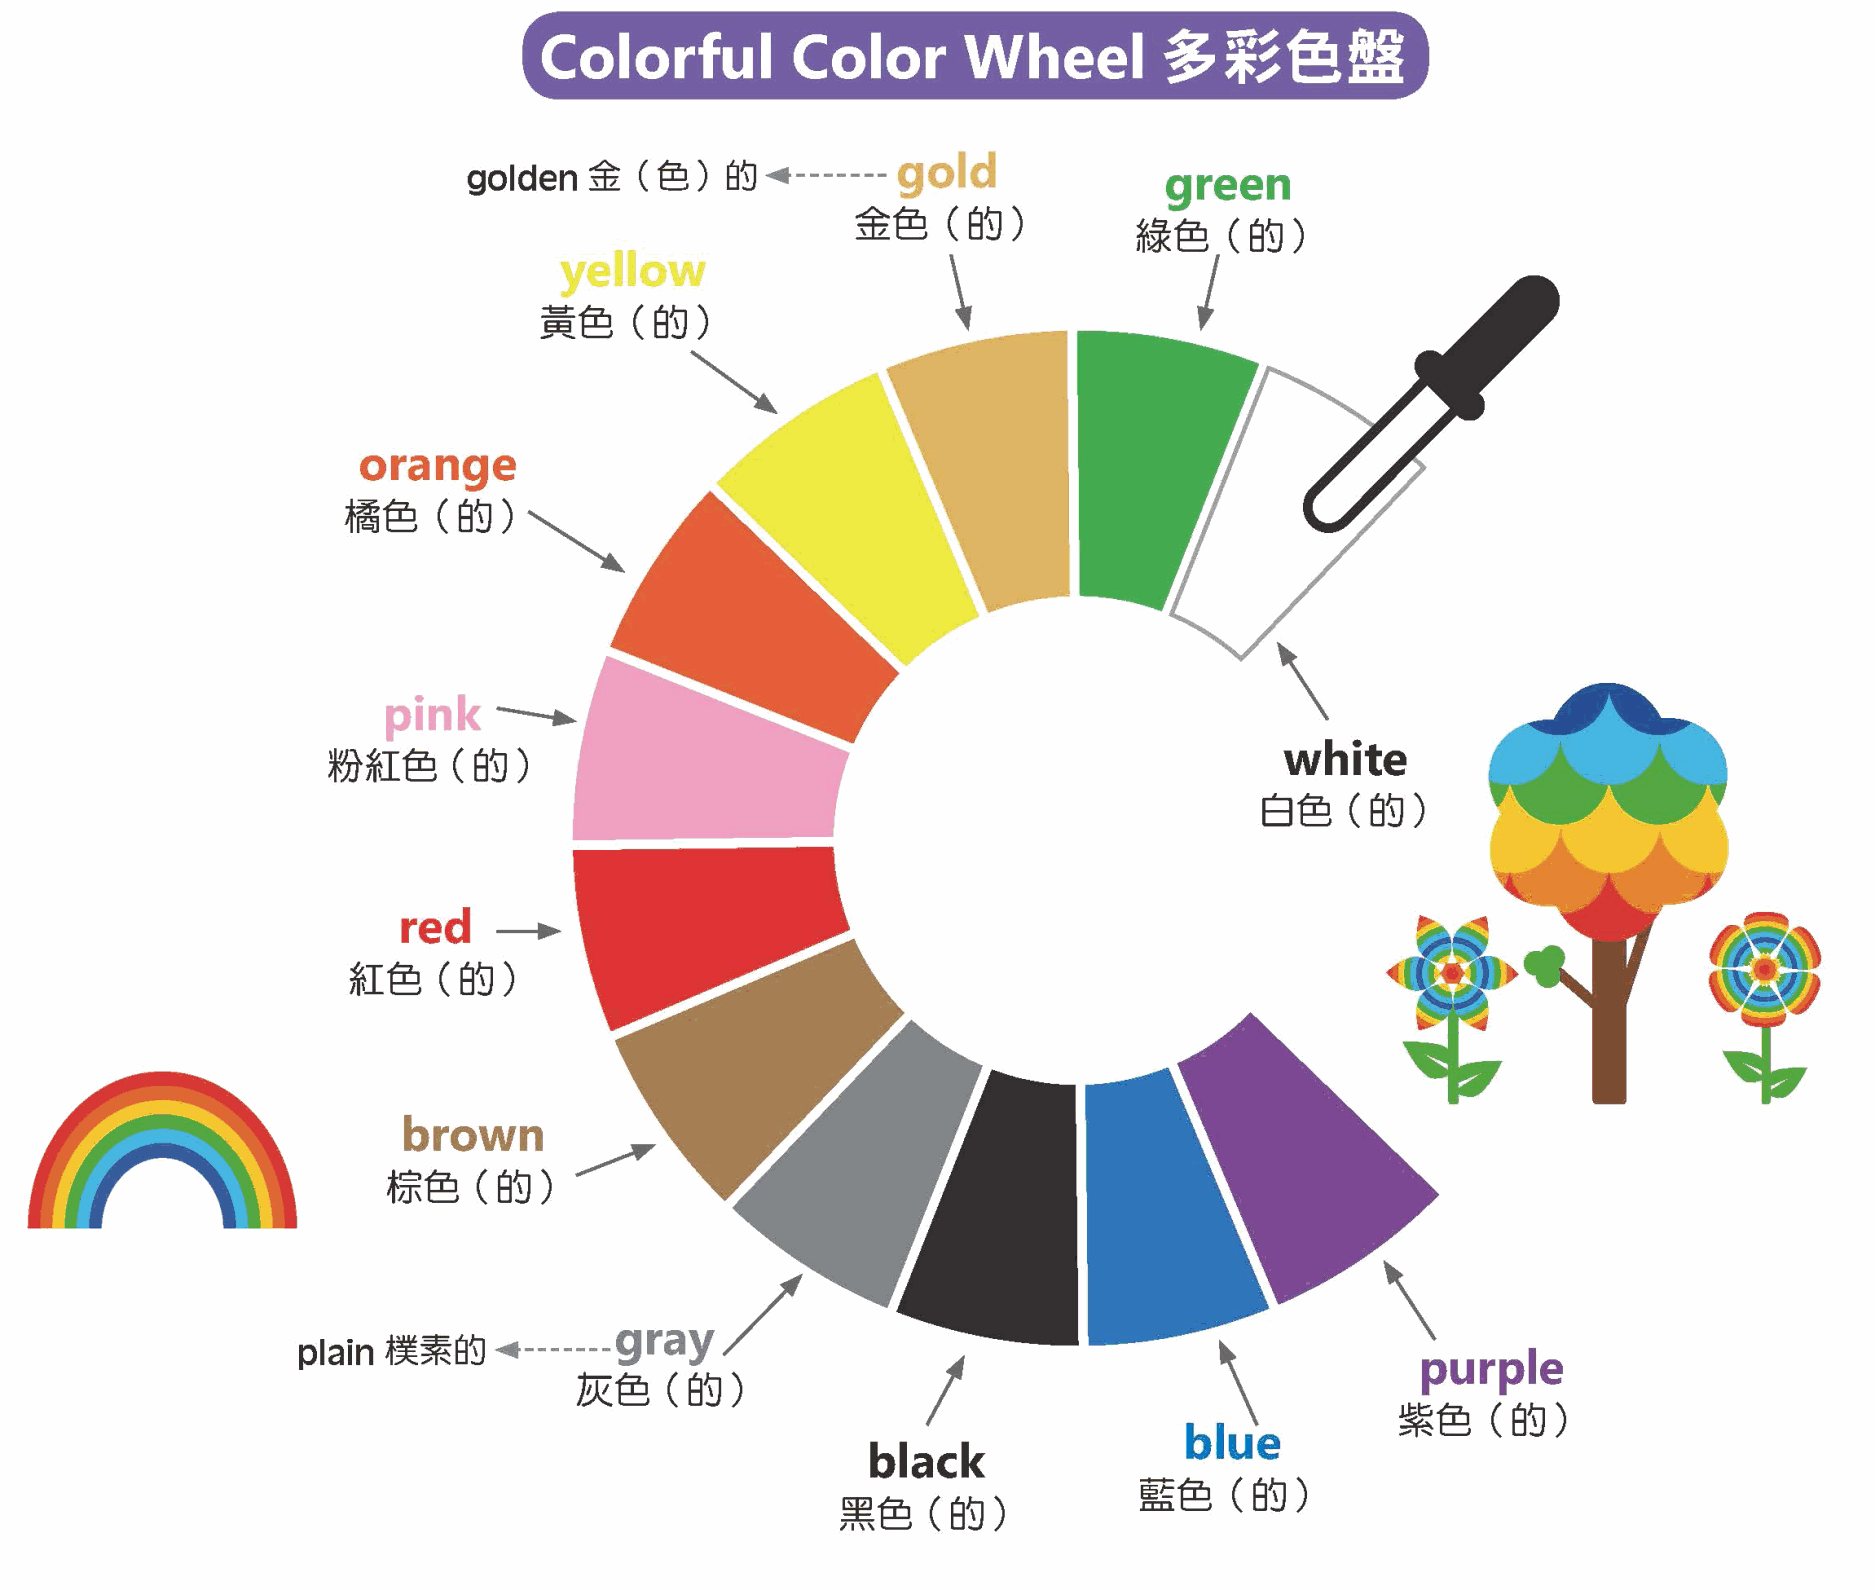 Colorful Color Wheel 多彩色盤
golden 金（色）的
gold
金色（的）
green
綠色（的）
yellow
黃色（的）
orange
橘色（的）
pink
粉紅色（的）
white
白色（的）
red
紅色（的）
brown
棕色（的）
plain 樸素的
gray
灰色（的）
purple
紫色（的）
blue
藍色（的）
black
黑色（的）